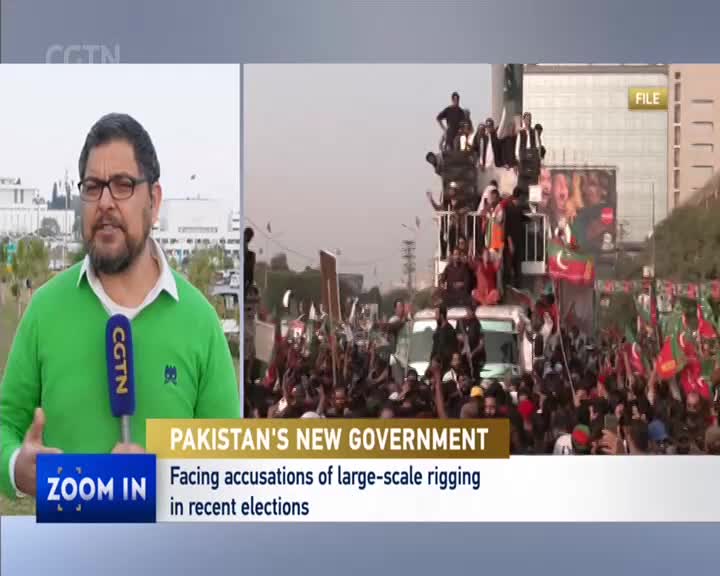 CGTN
FILE
CGTN
PAKISTAN'S NEW GOVERNMENT
ZOOM IN
Facing accusations of large-scale rigging
in recent elections